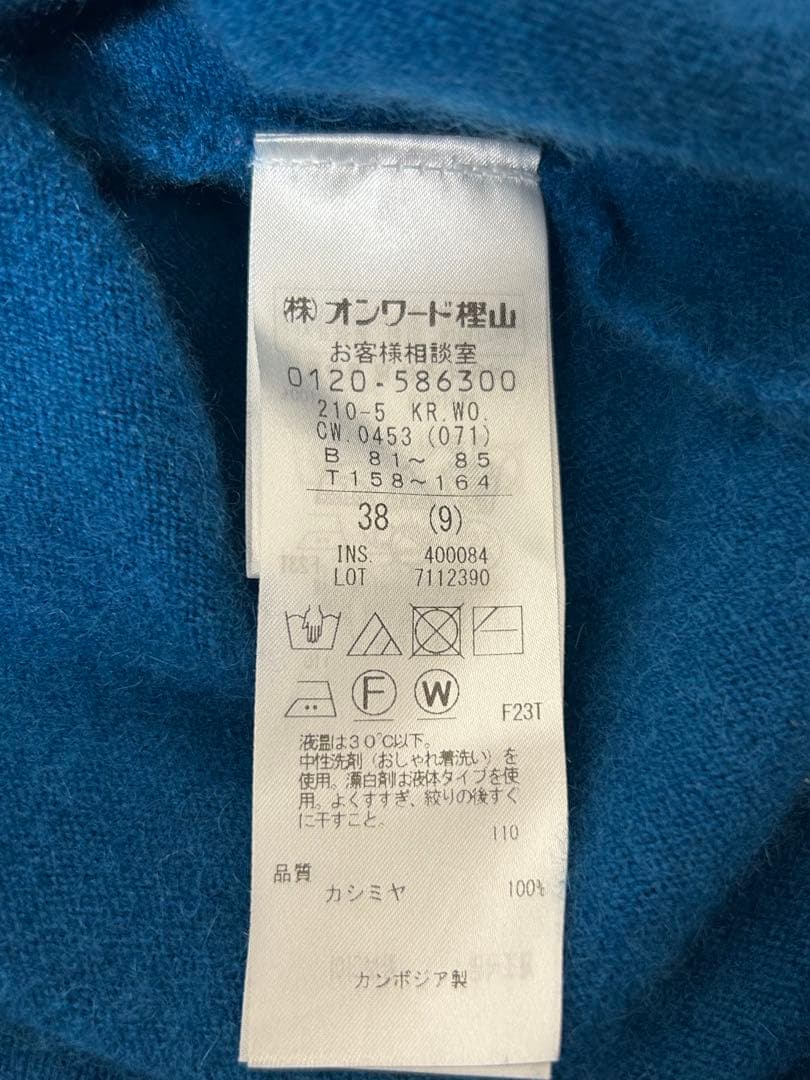 (株)オンワード樫山
お客様相談室
0120-586300
210-5 KR.WO.
CW.0453 (071)
B 81～ 85
T158～164
38 (9)
INS. 400084
LOT 7112390
F W
F23T
液温は30℃以下。
中性洗剤（おしゃれ着洗い）を
使用。漂白剤は液体タイプを使
用。よくすすぎ、絞りの後すぐ
に干すこと。
110
品質
カシミヤ 100%
カンボジア製